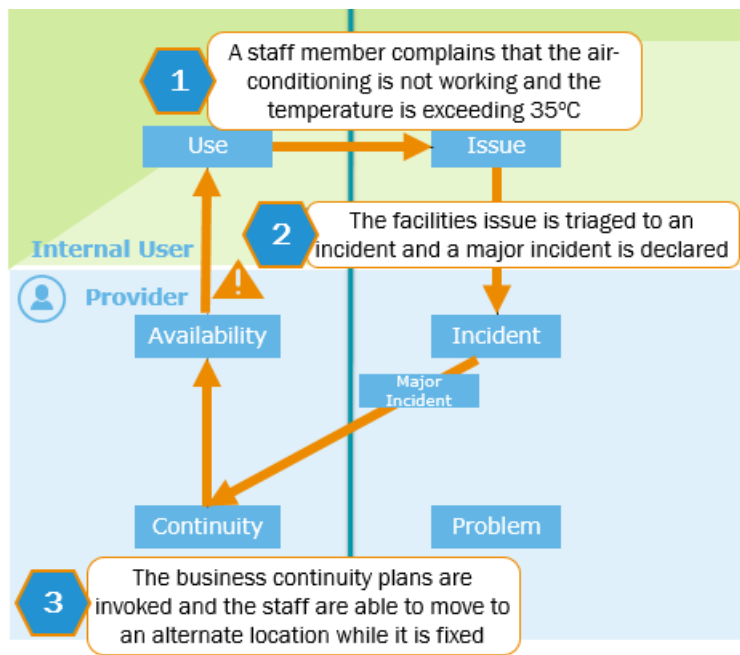 1
A staff member complains that the air-
conditioning is not working and the
temperature is exceeding 35ºC
Use
Issue
2
The facilities issue is triaged to an
incident and a major incident is declared
Internal User
Provider
Availability
Incident
Major
Incident
Continuity
Problem
3
The business continuity plans are
invoked and the staff are able to move to
an alternate location while it is fixed